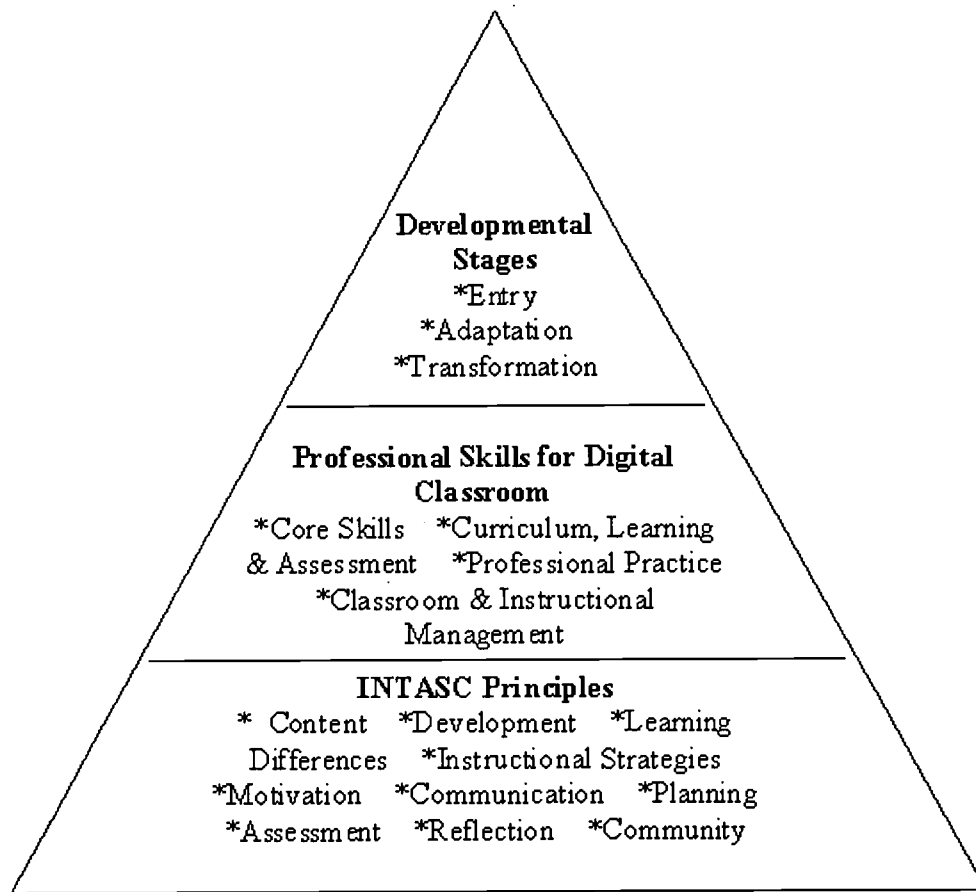 Developmental
Stages
*Entry
*Adaptation
*Transformation
Professional Skills for Digital
Classroom
*Core Skills *Curriculum, Learning
& Assessment *Professional Practice
*Classroom & Instructional
Management
INTASC Principles
* Content *Development *Learning
Differences *Instructional Strategies
*Motivation *Communication *Planning
*Assessment *Reflection *Community